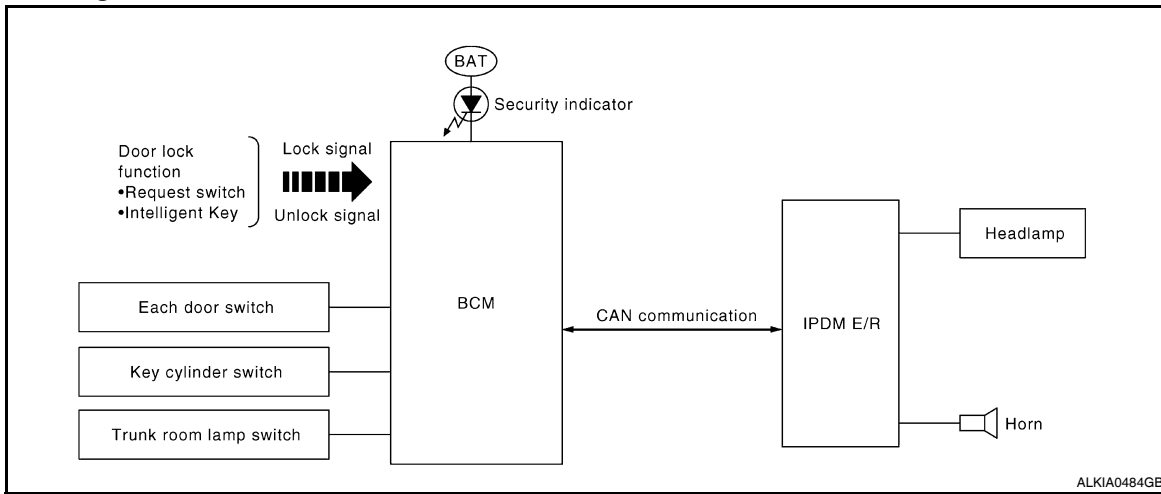 BAT
Security indicator
Door lock
function
•Request switch
•Intelligent Key
Lock signal
Unlock signal
Each door switch
Key cylinder switch
Trunk room lamp switch
BCM
CAN communication
IPDM E/R
Headlamp
Horn
ALKIA0484GB